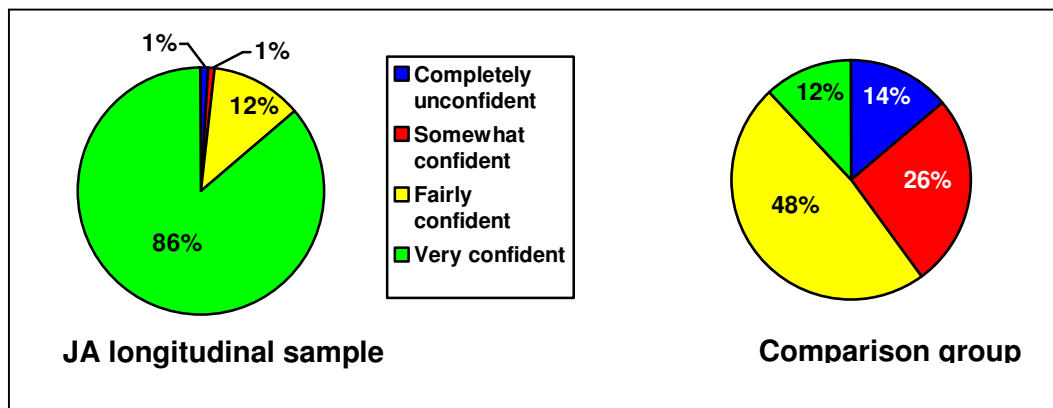 1%
1%
12%
86%
JA longitudinal sample
Completely
unconfident
Somewhat
confident
Fairly
confident
Very confident
12%
14%
26%
48%
Comparison group